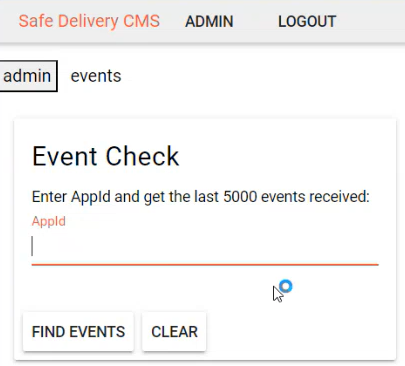 Safe Delivery CMS ADMIN LOGOUT
admin events
Event Check
Enter AppId and get the last 5000 events received:
AppId
FIND EVENTS CLEAR